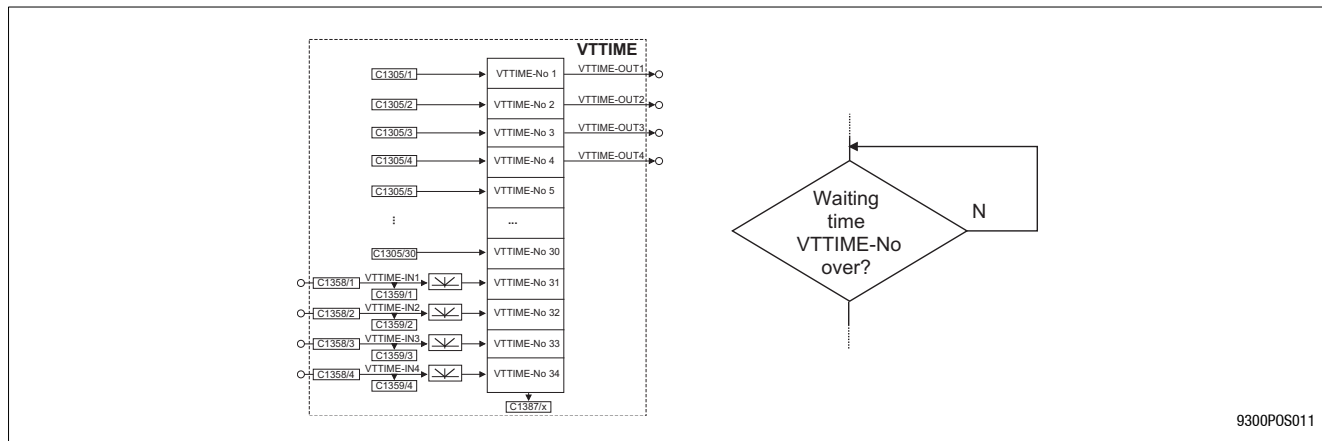 VTTIME
C1305/1 VTTIME-No 1 VTTIME-OUT1
C1305/2 VTTIME-No 2 VTTIME-OUT2
C1305/3 VTTIME-No 3 VTTIME-OUT3
C1305/4 VTTIME-No 4 VTTIME-OUT4
C1305/5 VTTIME-No 5
⋮ ...
C1305/30 VTTIME-No 30
C1358/1 VTTIME-IN1 VTTIME-No 31
C1359/1
C1358/2 VTTIME-IN2 VTTIME-No 32
C1359/2
C1358/3 VTTIME-IN3 VTTIME-No 33
C1359/3
C1358/4 VTTIME-IN4 VTTIME-No 34
C1359/4
C1387/x
Waiting
time
VTTIME-No
over?
N
9300POS011